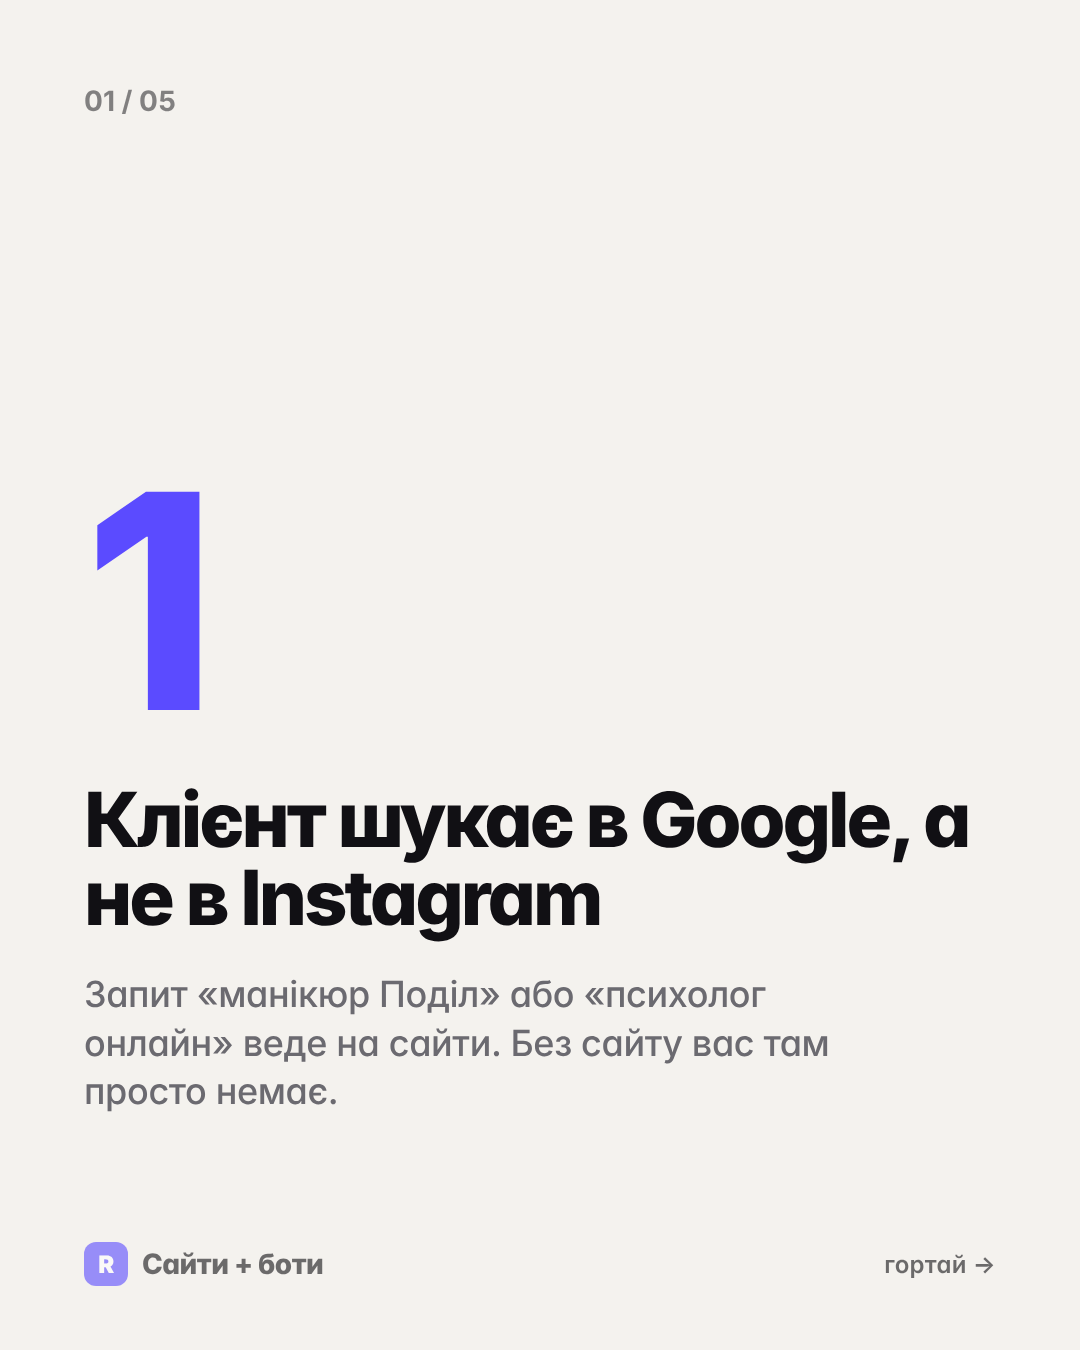 01 / 05
1
Клієнт шукає в Google, а
не в Instagram
Запит «манікюр Поділ» або «психолог
онлайн» веде на сайти. Без сайту вас там
просто немає.
R Сайти + боти
гортай →